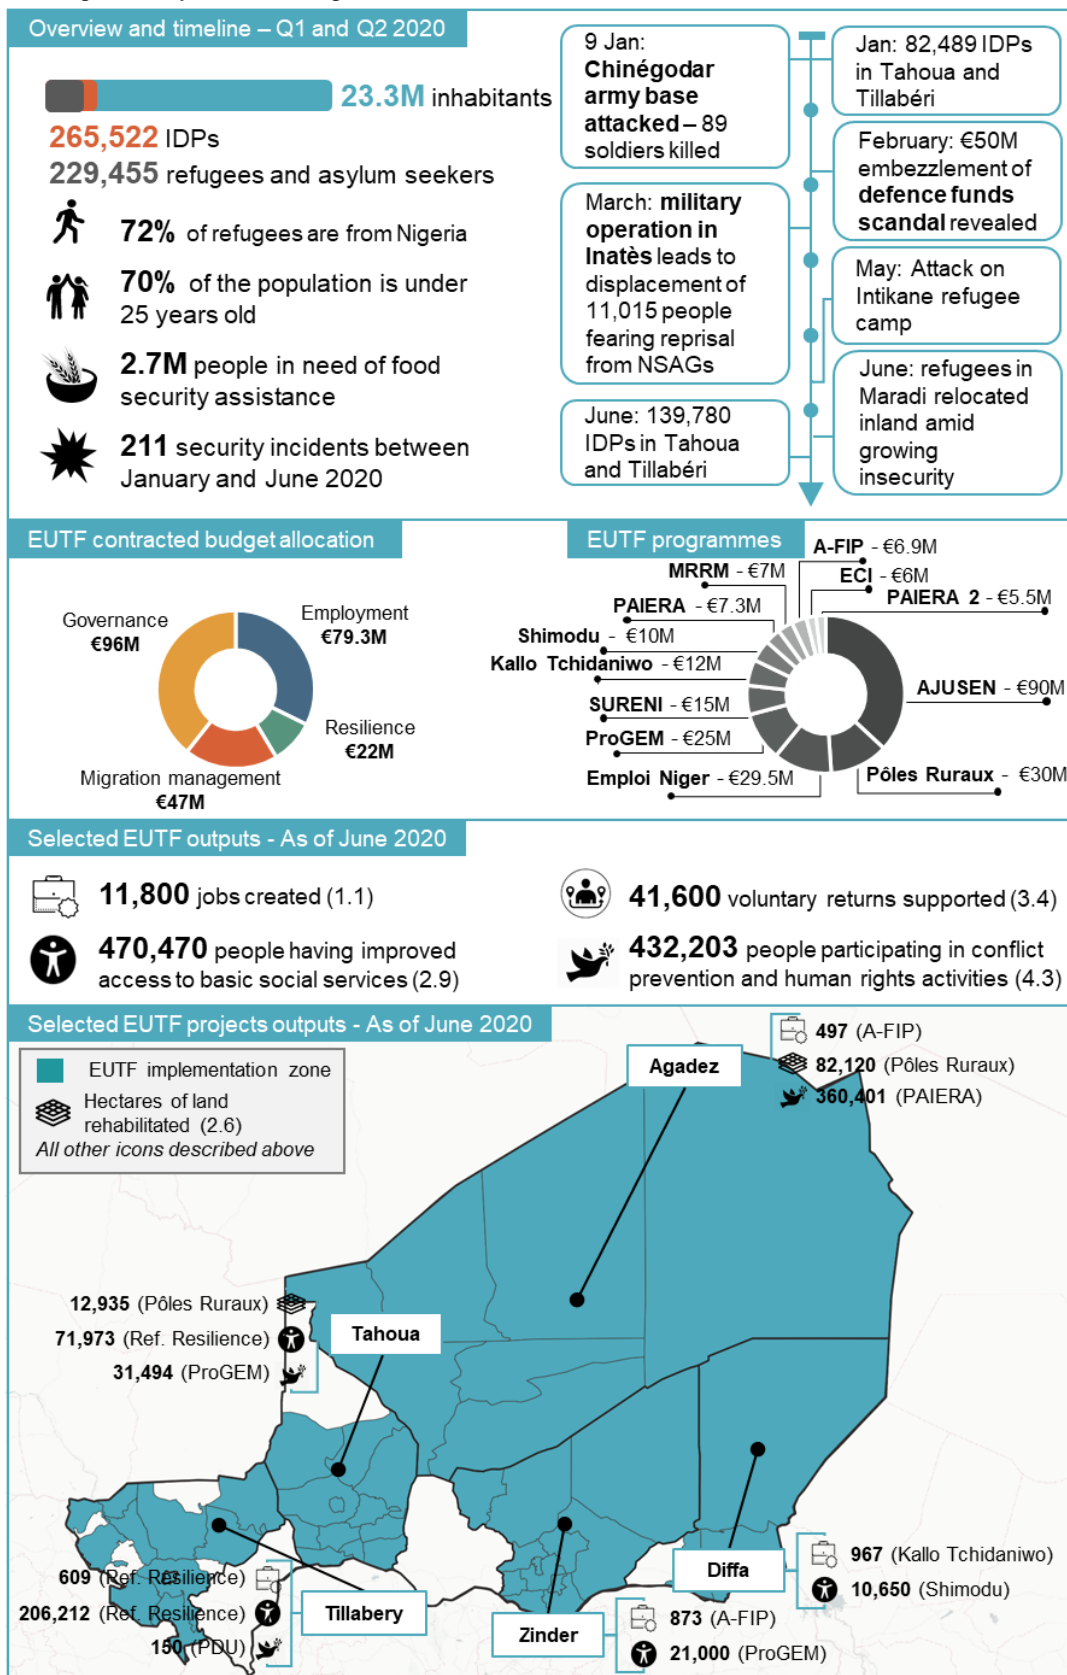 Overview and timeline – Q1 and Q2 2020
23.3M inhabitants
265,522 IDPs
229,455 refugees and asylum seekers
72% of refugees are from Nigeria
70% of the population is under
25 years old
2.7M people in need of food
security assistance
211 security incidents between
January and June 2020
9 Jan:
Chinégodar
army base
attacked – 89
soldiers killed
Jan: 82,489 IDPs
in Tahoua and
Tillabéri
February: €50M
embezzlement of
defence funds
scandal revealed
March: military
operation in
Inatès leads to
displacement of
11,015 people
fearing reprisal
from NSAGs
May: Attack on
Intikane refugee
camp
June: refugees in
Maradi relocated
inland amid
growing
insecurity
June: 139,780
IDPs in Tahoua
and Tillabéri
EUTF contracted budget allocation
Governance
€96M
Employment
€79.3M
Resilience
€22M
Migration management
€47M
EUTF programmes
A-FIP - €6.9M
MRRM - €7M
ECI - €6M
PAIERA - €7.3M
PAIERA 2 - €5.5M
Shimodu - €10M
Kallo Tchidaniwo - €12M
AJUSEN - €90M
SURENI - €15M
ProGEM - €25M
Emploi Niger - €29.5M
Pôles Ruraux - €30M
Selected EUTF outputs - As of June 2020
11,800 jobs created (1.1)
41,600 voluntary returns supported (3.4)
470,470 people having improved
access to basic social services (2.9)
432,203 people participating in conflict
prevention and human rights activities (4.3)
Selected EUTF projects outputs - As of June 2020
EUTF implementation zone
Hectares of land
rehabilitated (2.6)
All other icons described above
Agadez
497 (A-FIP)
82,120 (Pôles Ruraux)
360,401 (PAIERA)
12,935 (Pôles Ruraux)
71,973 (Ref. Resilience)
31,494 (ProGEM)
Tahoua
609 (Ref. Resilience)
206,212 (Ref. Resilience)
150 (PDU)
Tillabery
Zinder
873 (A-FIP)
21,000 (ProGEM)
Diffa
967 (Kallo Tchidaniwo)
10,650 (Shimodu)